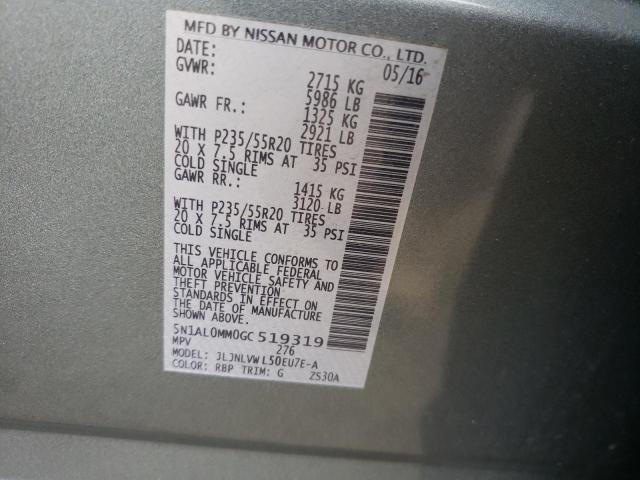 MFD BY NISSAN MOTOR CO., LTD.
DATE: 05/16
GVWR: 2715 KG
5986 LB
GAWR FR.: 1325 KG
2921 LB
WITH P235/55R20 TIRES
20 X 7.5 RIMS AT 35 PSI
COLD SINGLE
GAWR RR.: 1415 KG
3120 LB
WITH P235/55R20 TIRES
20 X 7.5 RIMS AT 35 PSI
COLD SINGLE
THIS VEHICLE CONFORMS TO
ALL APPLICABLE FEDERAL
MOTOR VEHICLE SAFETY AND
THEFT PREVENTION
STANDARDS IN EFFECT ON
THE DATE OF MANUFACTURE
SHOWN ABOVE.
5N1AL0MM0GC 519319
MPV 276
MODEL: JLJNLVWL50EU7E-A
COLOR: RBP TRIM: G ZS30A